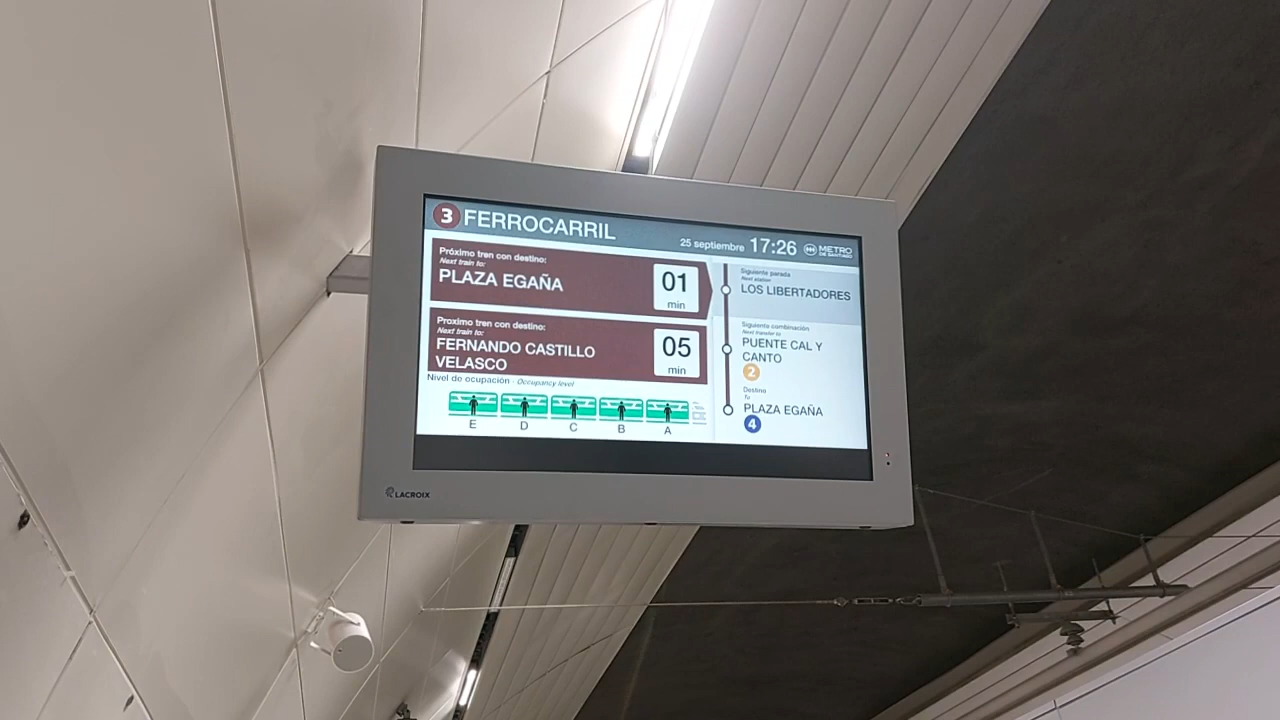 3 FERROCARRIL
25 septiembre 17:26 METRO
DE SANTIAGO
Próximo tren con destino:
Next train to:
PLAZA EGAÑA
01
min
Proximo tren con destino:
Next train to:
FERNANDO CASTILLO
VELASCO
05
min
Nivel de ocupación - Occupancy level
E D C B A
Siguiente parada
Next station
LOS LIBERTADORES
Siguiente combinación
Next transfer to
PUENTE CAL Y
CANTO
2
Destino
To
PLAZA EGAÑA
4
LACROIX